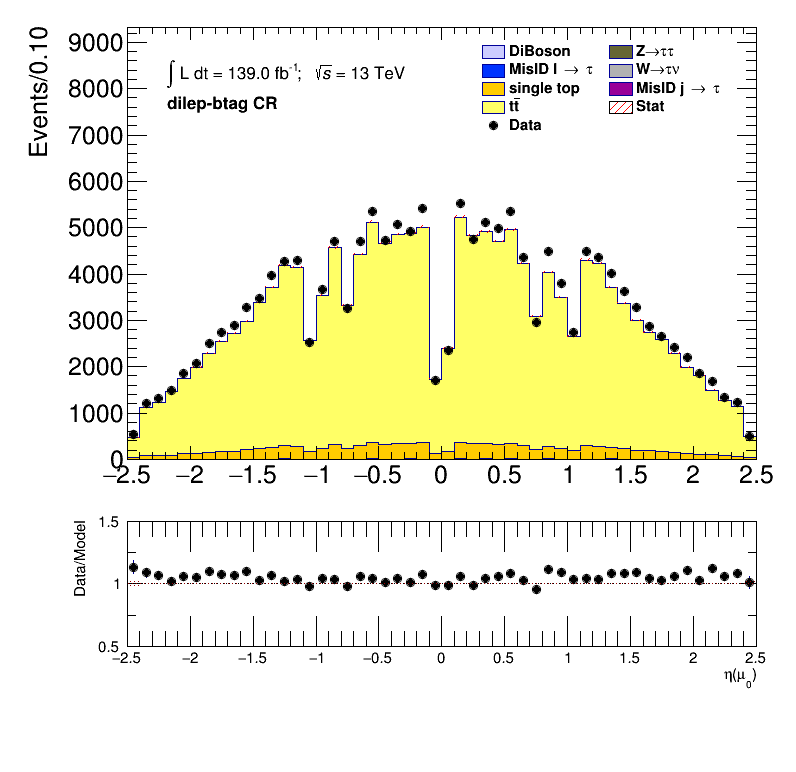 Events/0.10
9000
8000
7000
6000
5000
4000
3000
2000
1000
0
∫ L dt = 139.0 fb⁻¹; √s = 13 TeV
dilep-btag CR
DiBoson
MisID l → τ
single top
tt̄
Data
Z→ττ
W→τν
MisID j → τ
Stat
−2.5 −2 −1.5 −1 −0.5 0 0.5 1 1.5 2 2.5
Data/Model
1.5
1
0.5
−2.5 −2 −1.5 −1 −0.5 0 0.5 1 1.5 2 2.5
η(μ₀)